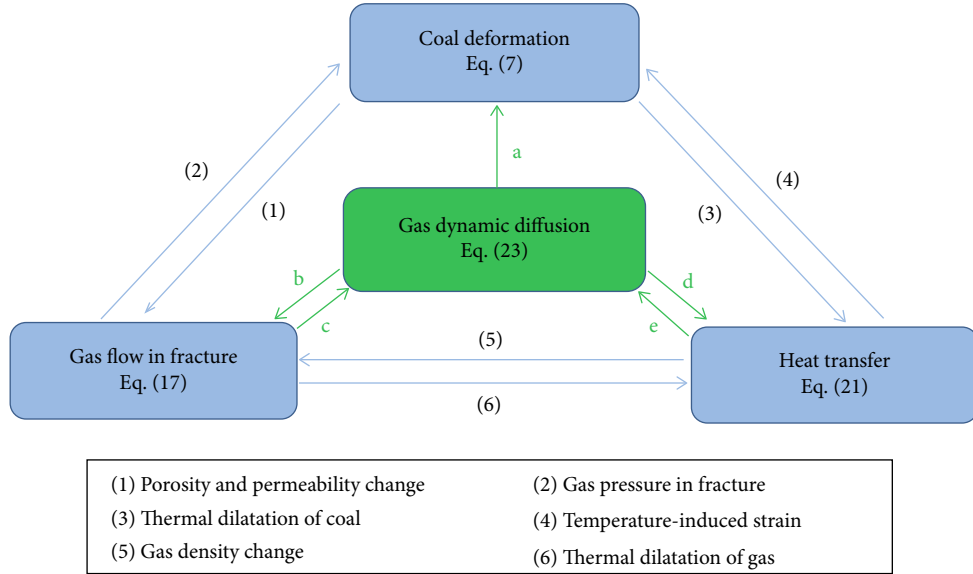 Coal deformation
Eq. (7)
(2)
(1)
a
(4)
(3)
Gas dynamic diffusion
Eq. (23)
b
c
d
e
Gas flow in fracture
Eq. (17)
(5)
(6)
Heat transfer
Eq. (21)
(1) Porosity and permeability change
(2) Gas pressure in fracture
(3) Thermal dilatation of coal
(4) Temperature-induced strain
(5) Gas density change
(6) Thermal dilatation of gas